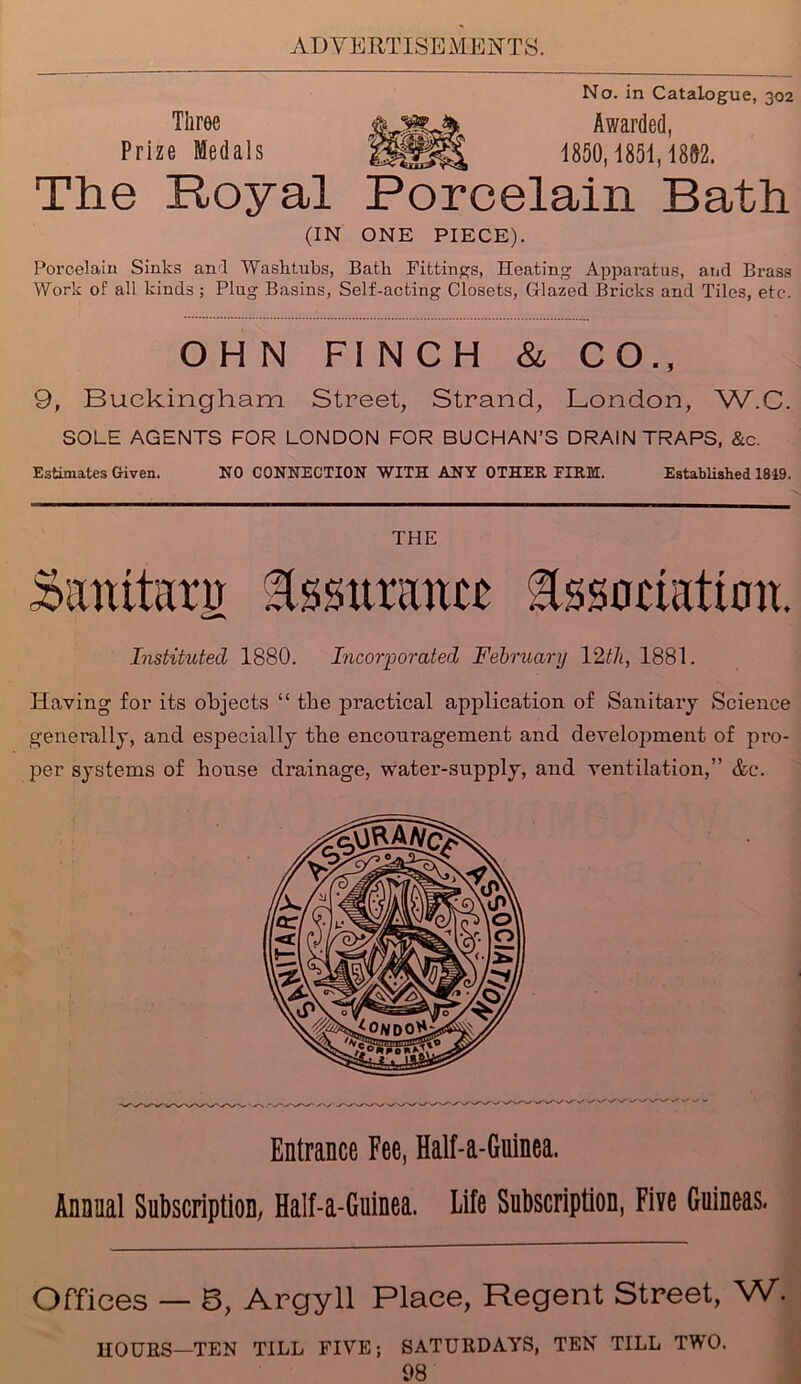 ADVERTISEMENTS.
No. in Catalogue, 302
Three
Prize Medals
Awarded,
1850, 1851, 1862.
The Royal Porcelain Bath
(IN ONE PIECE).
Porcelain Sinks and Washtubs, Bath Fittings, Heating Apparatus, and Brass
Work of all kinds; Plug Basins, Self-acting Closets, Glazed Bricks and Tiles, etc.
OHN FINCH & CO.,
9, Buckingham Street, Strand, London, W.C.
SOLE AGENTS FOR LONDON FOR BUCHAN'S DRAIN TRAPS, &c.
Estimates Given. NO CONNECTION WITH ANY OTHER FIRM. Established 1849.
THE
Sanitary Assurance Association.
Instituted 1880. Incorporated February 12th, 1881.
Having for its objects “the practical application of Sanitary Science
generally, and especially the encouragement and development of pro-
per systems of house drainage, water-supply, and ventilation,” &c.
SANITARY ASSURANCE ASSOCIATION
LONDON
INCORPORATED
12. 2. 1881
Entrance Fee, Half-a-Guinea.
Annual Subscription, Half-a-Guinea. Life Subscription, Five Guineas.
Offices — 5, Argyll Place, Regent Street, W.
HOURS—TEN TILL FIVE; SATURDAYS, TEN TILL TWO.
98